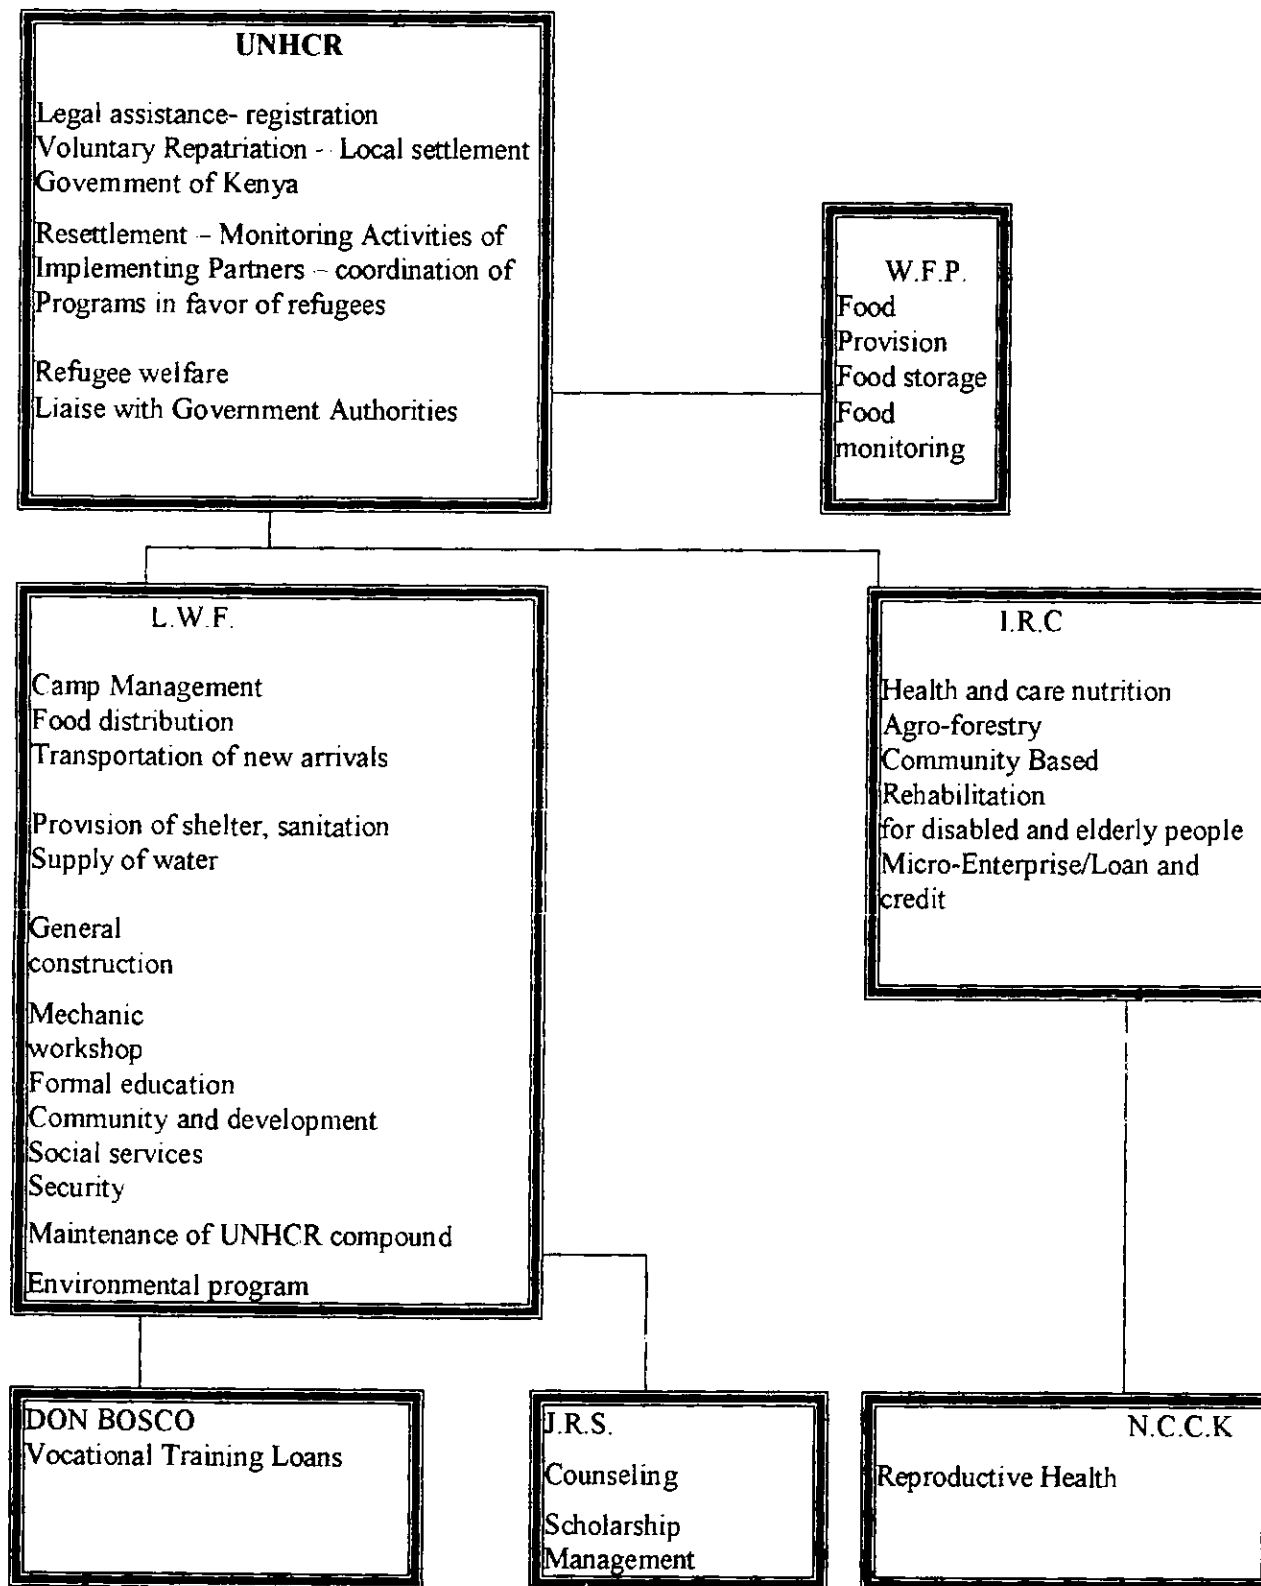 UNHCR
Legal assistance- registration
Voluntary Repatriation - Local settlement
Government of Kenya
Resettlement – Monitoring Activities of
Implementing Partners – coordination of
Programs in favor of refugees
Refugee welfare
Liaise with Government Authorities
W.F.P.
Food
Provision
Food storage
Food
monitoring
L.W.F.
Camp Management
Food distribution
Transportation of new arrivals
Provision of shelter, sanitation
Supply of water
General
construction
Mechanic
workshop
Formal education
Community and development
Social services
Security
Maintenance of UNHCR compound
Environmental program
I.R.C
Health and care nutrition
Agro-forestry
Community Based
Rehabilitation
for disabled and elderly people
Micro-Enterprise/Loan and
credit
DON BOSCO
Vocational Training Loans
J.R.S.
Counseling
Scholarship
Management
N.C.C.K
Reproductive Health